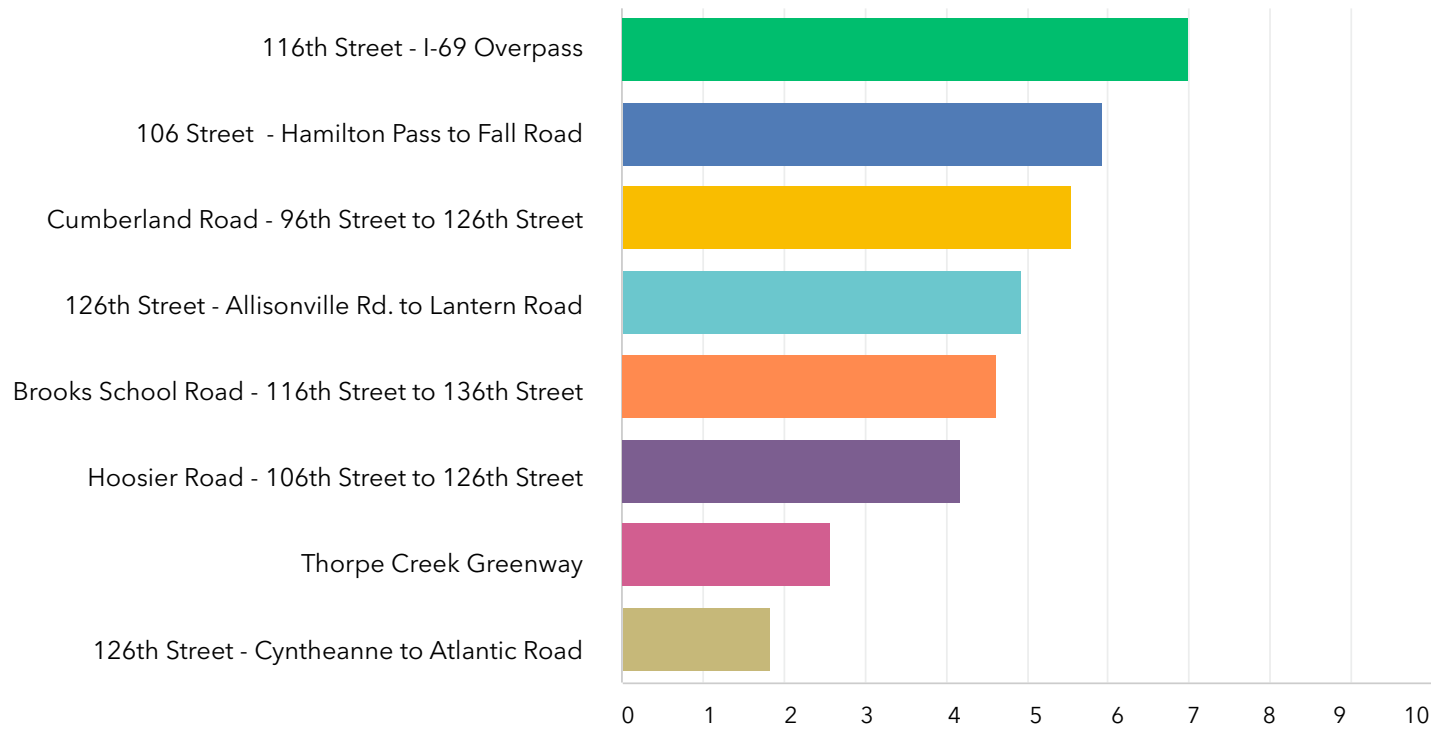 116th Street - I-69 Overpass
106 Street  - Hamilton Pass to Fall Road
Cumberland Road - 96th Street to 126th Street
126th Street - Allisonville Rd. to Lantern Road
Brooks School Road - 116th Street to 136th Street
Hoosier Road - 106th Street to 126th Street
Thorpe Creek Greenway
126th Street - Cyntheanne to Atlantic Road
0 1 2 3 4 5 6 7 8 9 10